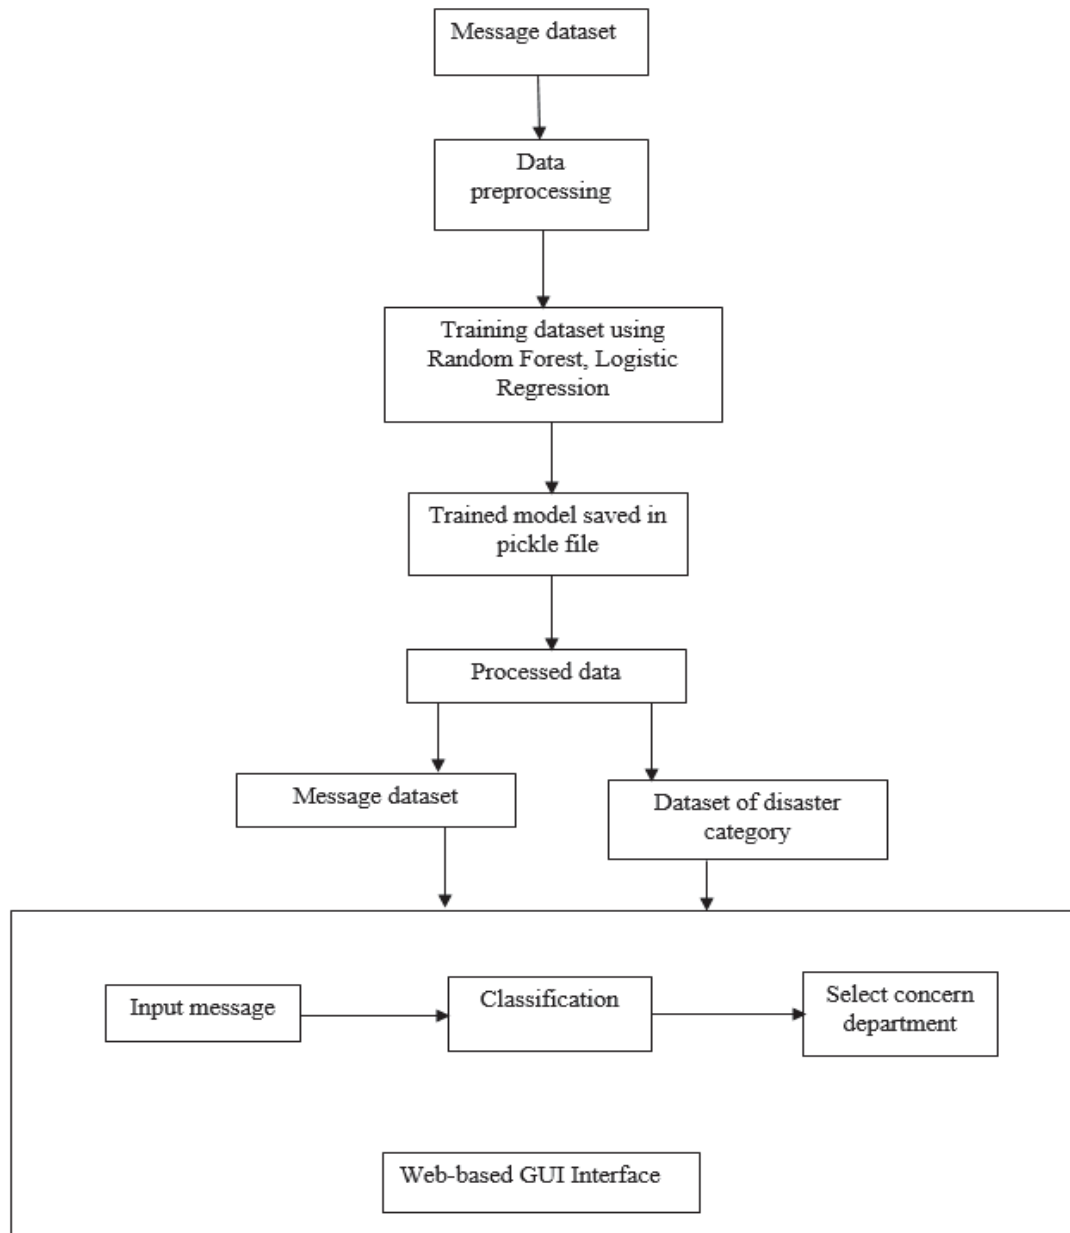 Message dataset
Data
preprocessing
Training dataset using
Random Forest, Logistic
Regression
Trained model saved in
pickle file
Processed data
Message dataset
Dataset of disaster
category
Input message
Classification
Select concern
department
Web-based GUI Interface